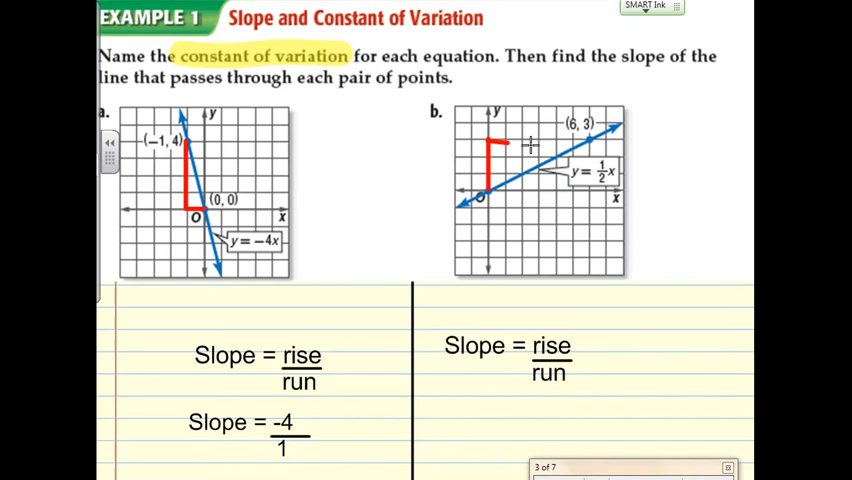 SMART Ink
EXAMPLE 1 Slope and Constant of Variation
Name the constant of variation for each equation. Then find the slope of the
line that passes through each pair of points.
a.
y
(−1, 4)
(0, 0)
O
x
y = −4x
b.
y
(6, 3)
y = 1/2 x
O
x
Slope = rise
run
Slope = -4
1
Slope = rise
run
3 of 7